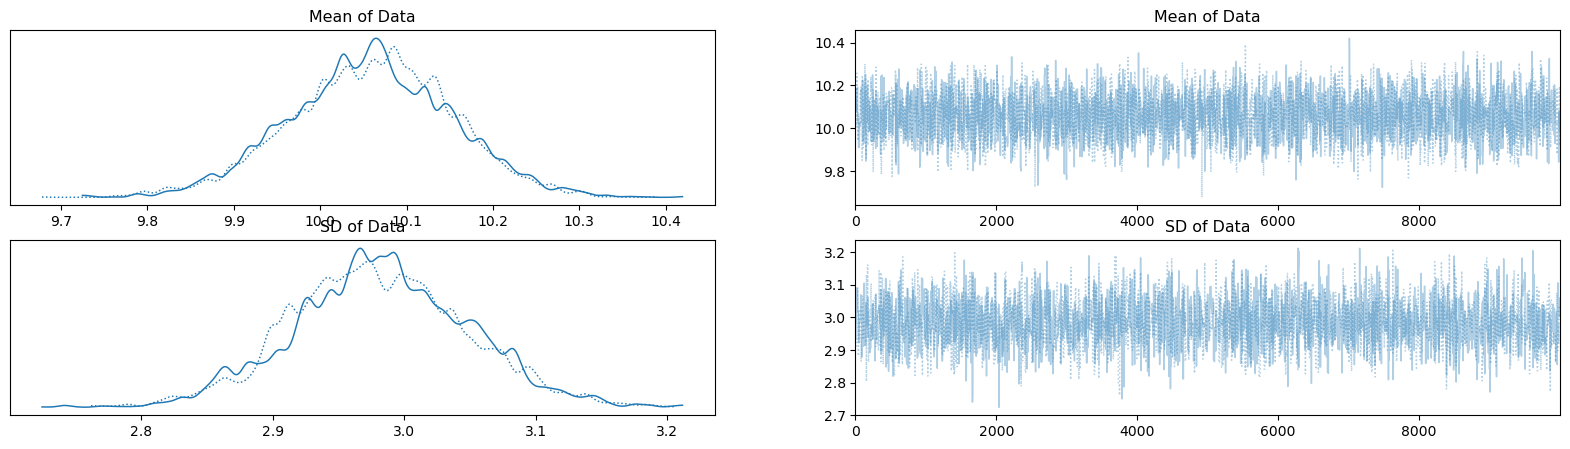 Mean of Data
9.7 9.8 9.9 10.0 10.1 10.2 10.3 10.4
Mean of Data
10.4
10.2
10.0
9.8
0 2000 4000 6000 8000
SD of Data
2.8 2.9 3.0 3.1 3.2
SD of Data
3.2
3.1
3.0
2.9
2.8
2.7
0 2000 4000 6000 8000